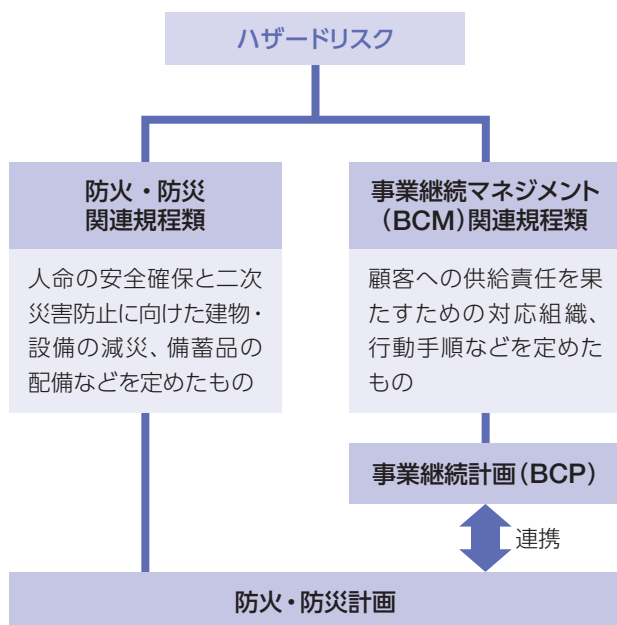 ハザードリスク
防火・防災
関連規程類
人命の安全確保と二次
災害防止に向けた建物・
設備の減災、備蓄品の
配備などを定めたもの
事業継続マネジメント
（BCM）関連規程類
顧客への供給責任を果
たすための対応組織、
行動手順などを定めた
もの
事業継続計画（BCP）
連携
防火・防災計画